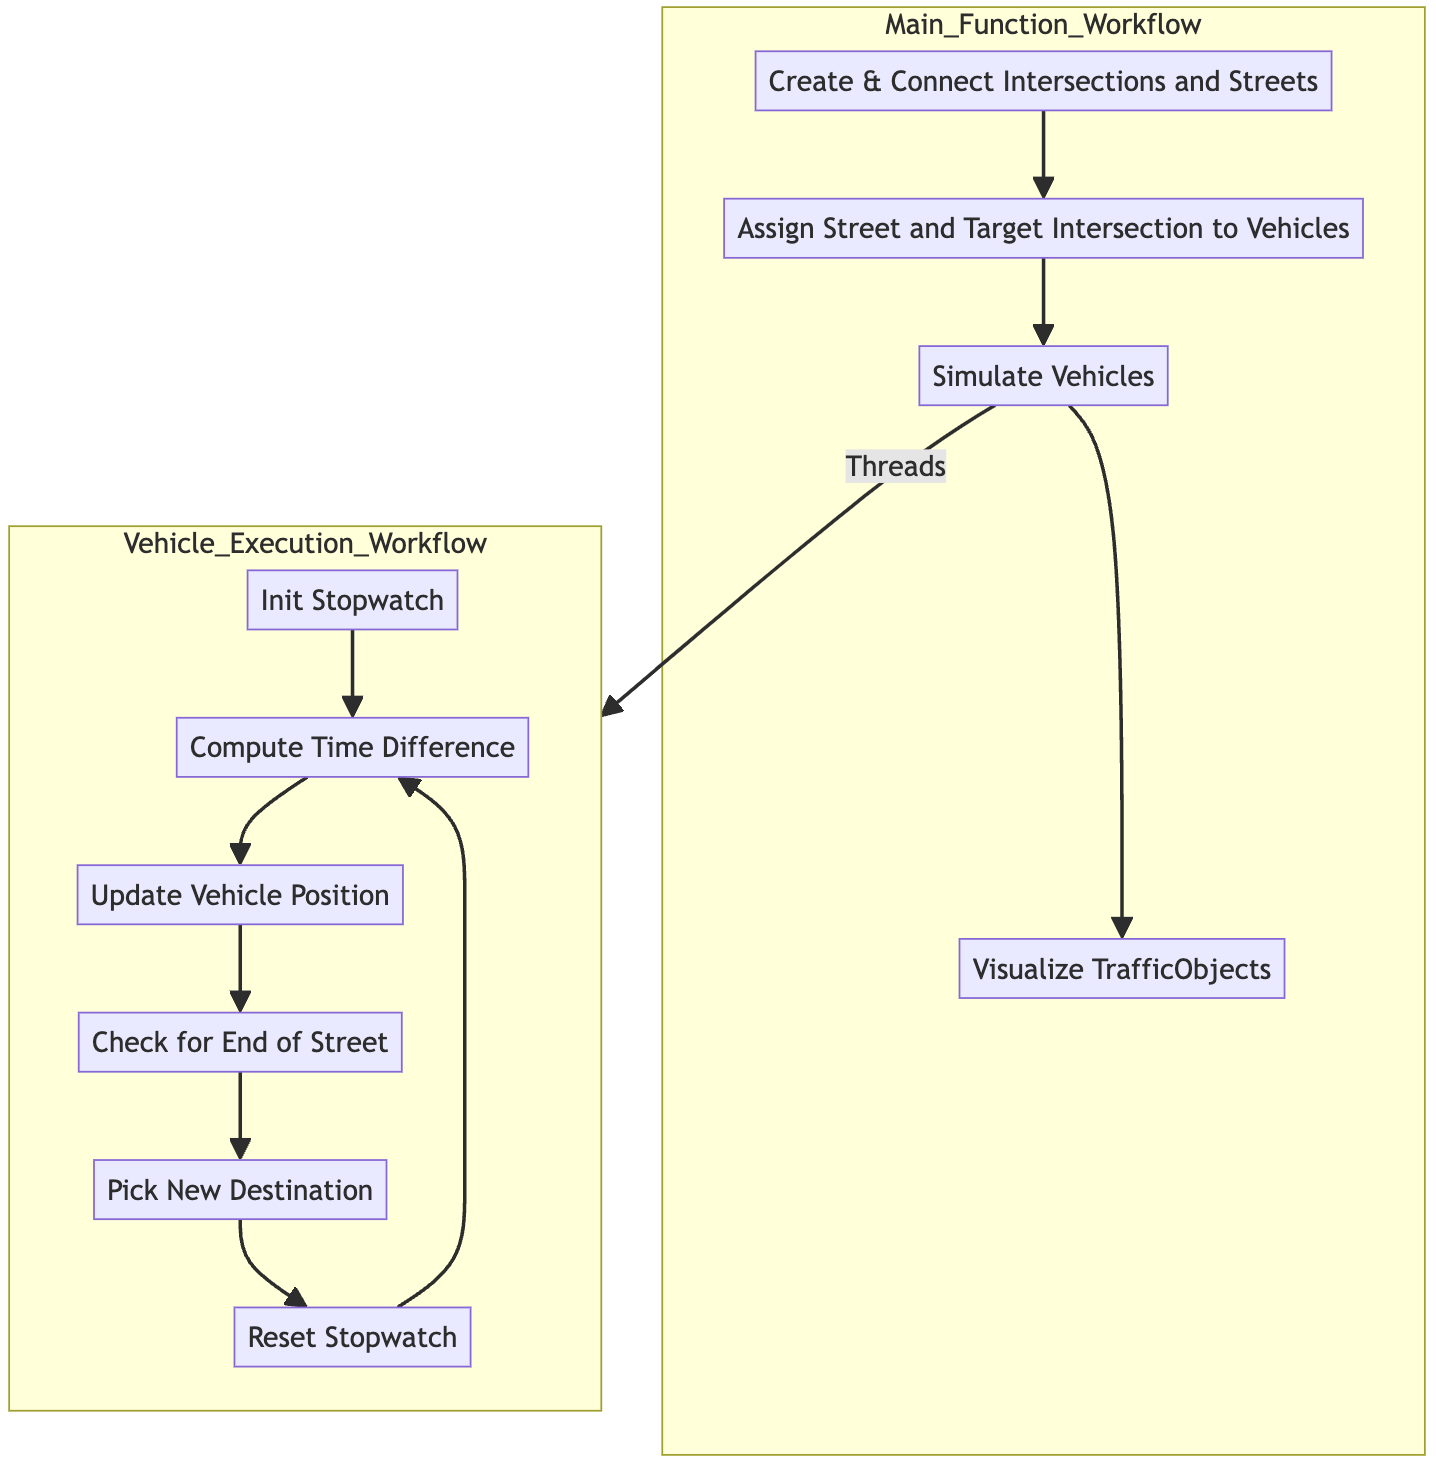 Main_Function_Workflow
Create & Connect Intersections and Streets
Assign Street and Target Intersection to Vehicles
Simulate Vehicles
Threads
Visualize TrafficObjects
Vehicle_Execution_Workflow
Init Stopwatch
Compute Time Difference
Update Vehicle Position
Check for End of Street
Pick New Destination
Reset Stopwatch